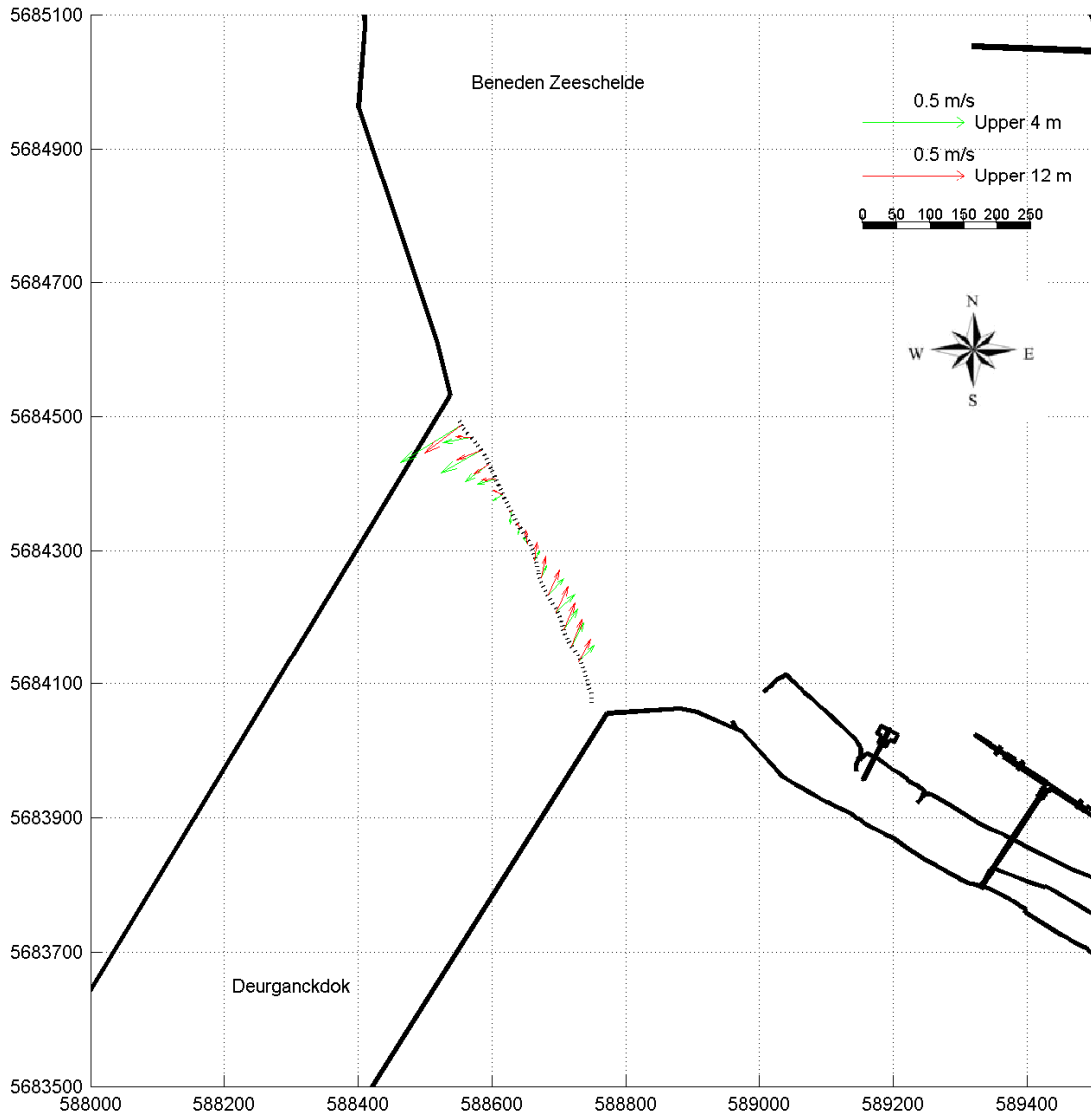 5685100
Beneden Zeeschelde
0.5 m/s
Upper 4 m
5684900
0.5 m/s
Upper 12 m
0 50 100 150 200 250
5684700
N
W E
S
5684500
5684300
5684100
5683900
5683700
Deurganckdok
5683500
588000 588200 588400 588600 588800 589000 589200 589400